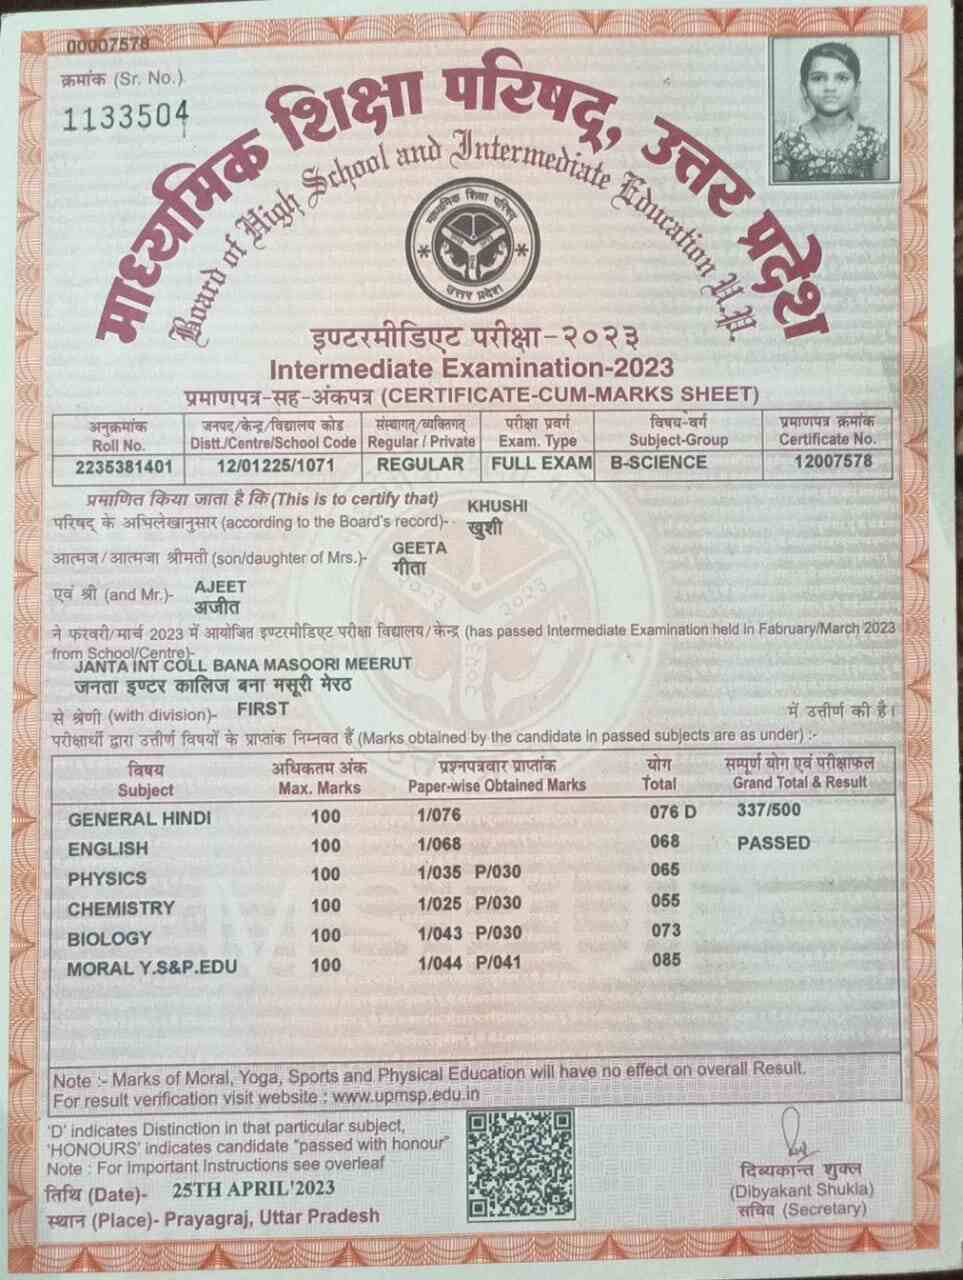 00007578
क्रमांक (Sr. No.)
1133504
माध्यमिक शिक्षा परिषद्, उत्तर प्रदेश
Board of High School and Intermediate Education U.P.
माध्यमिक शिक्षा परिषद
उत्तर प्रदेश
इण्टरमीडिएट परीक्षा-२०२३
Intermediate Examination-2023
प्रमाणपत्र-सह-अंकपत्र (CERTIFICATE-CUM-MARKS SHEET)
अनुक्रमांक जनपद/केन्द्र/विद्यालय कोड संस्थागत्/व्यक्तिगत् परीक्षा प्रवर्ग विषय-वर्ग प्रमाणपत्र क्रमांक
Roll No. Distt./Centre/School Code Regular / Private Exam. Type Subject-Group Certificate No.
2235381401 12/01225/1071 REGULAR FULL EXAM B-SCIENCE 12007578
प्रमाणित किया जाता है कि (This is to certify that) KHUSHI
परिषद् के अभिलेखानुसार (according to the Board's record)- खुशी
आत्मज/आत्मजा श्रीमती (son/daughter of Mrs.)- GEETA
गीता
एवं श्री (and Mr.)- AJEET
अजीत
ने फरवरी/मार्च 2023 में आयोजित इण्टरमीडिएट परीक्षा विद्यालय/केन्द्र (has passed Intermediate Examination held in Fabruary/March 2023
from School/Centre)-
JANTA INT COLL BANA MASOORI MEERUT
जनता इण्टर कालिज बना मसूरी मेरठ
से श्रेणी (with division)- FIRST में उत्तीर्ण की है।
परीक्षार्थी द्वारा उत्तीर्ण विषयों के प्राप्तांक निम्नवत हैं (Marks obtained by the candidate in passed subjects are as under) :-
विषय अधिकतम अंक प्रश्नपत्रवार प्राप्तांक योग सम्पूर्ण योग एवं परीक्षाफल
Subject Max. Marks Paper-wise Obtained Marks Total Grand Total & Result
GENERAL HINDI 100 1/076 076 D 337/500
ENGLISH 100 1/068 068 PASSED
PHYSICS 100 1/035 P/030 065
CHEMISTRY 100 1/025 P/030 055
BIOLOGY 100 1/043 P/030 073
MORAL Y.S&P.EDU 100 1/044 P/041 085
Note :- Marks of Moral, Yoga, Sports and Physical Education will have no effect on overall Result.
For result verification visit website : www.upmsp.edu.in
'D' indicates Distinction in that particular subject,
'HONOURS' indicates candidate "passed with honour"
Note : For Important Instructions see overleaf
तिथि (Date)- 25TH APRIL'2023
स्थान (Place)- Prayagraj, Uttar Pradesh
दिव्यकान्त शुक्ल
(Dibyakant Shukla)
सचिव (Secretary)